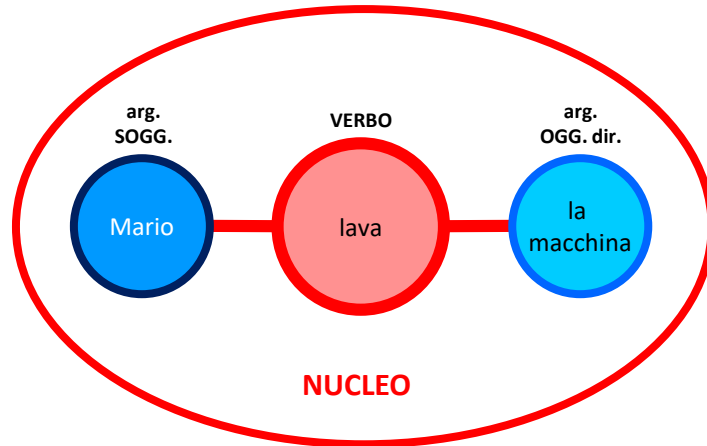 arg.
SOGG.
VERBO
arg.
OGG. dir.
Mario
lava
la
macchina
NUCLEO